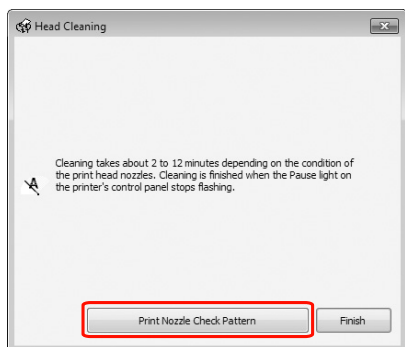 Head Cleaning
Cleaning takes about 2 to 12 minutes depending on the condition of
the print head nozzles. Cleaning is finished when the Pause light on
the printer's control panel stops flashing.
Print Nozzle Check Pattern
Finish